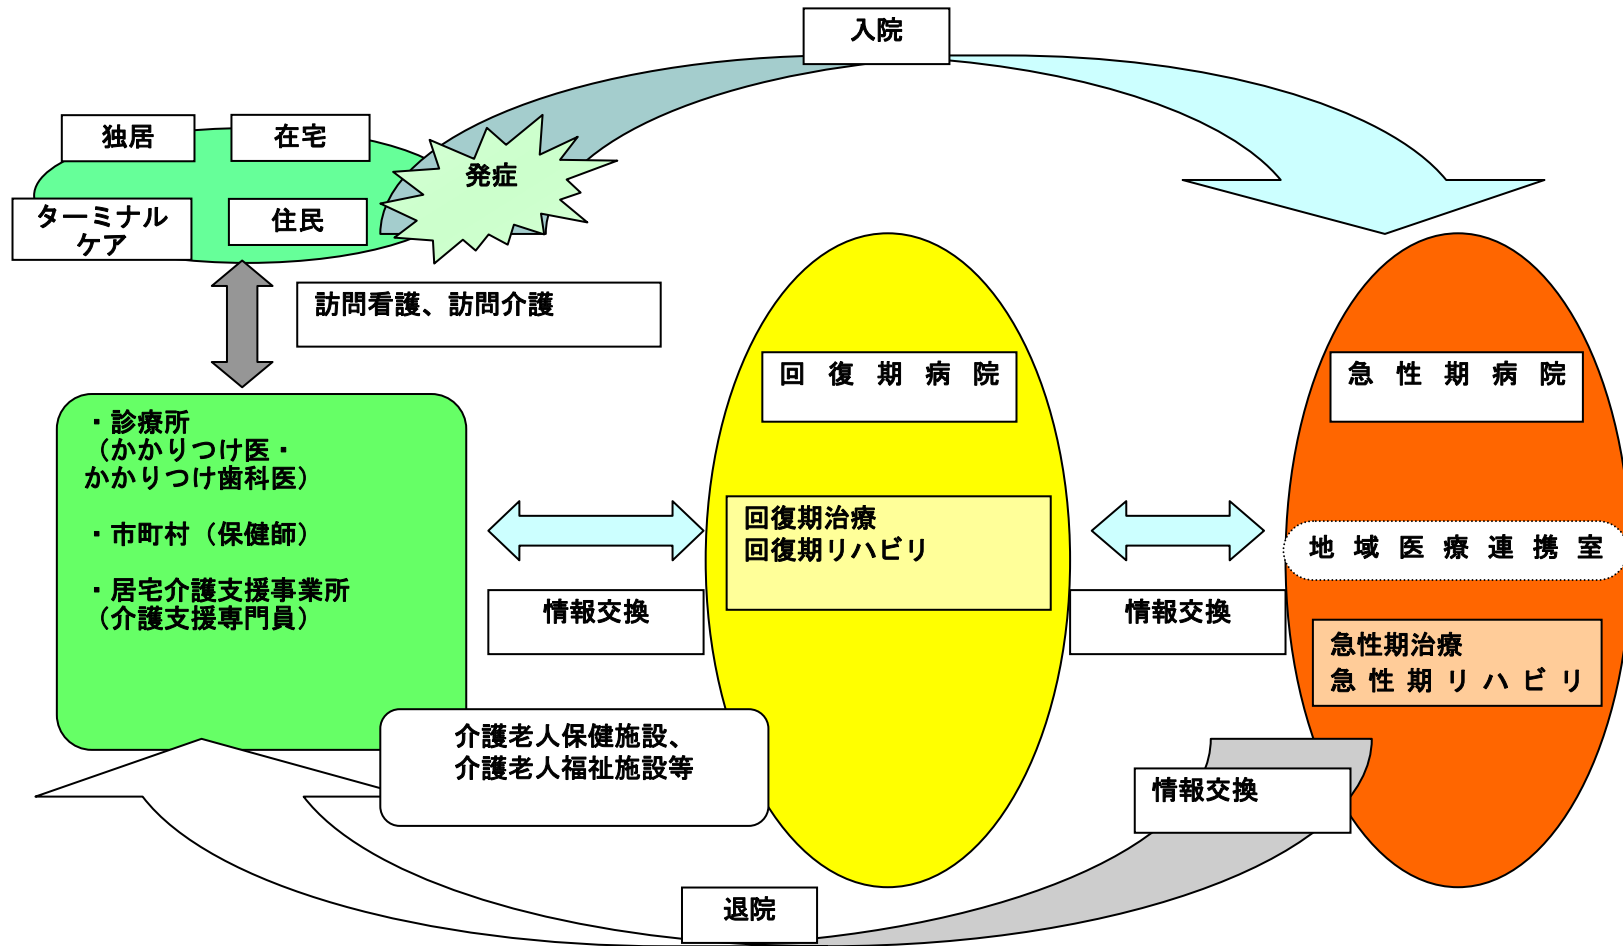 入院
独居
在宅
発症
ターミナル
ケア
住民
訪問看護、訪問介護
回復期病院
急性期病院
・診療所
（かかりつけ医・
かかりつけ歯科医）
・市町村（保健師）
・居宅介護支援事業所
（介護支援専門員）
回復期治療
回復期リハビリ
地域医療連携室
情報交換
情報交換
急性期治療
急性期リハビリ
介護老人保健施設、
介護老人福祉施設等
情報交換
退院